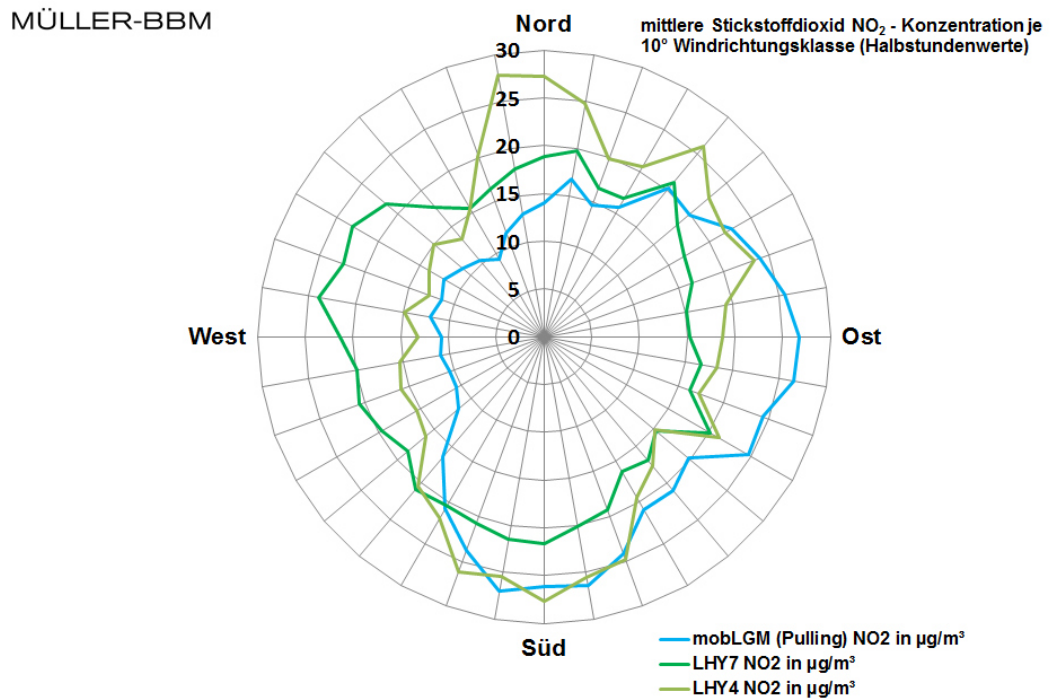 MÜLLER-BBM
Nord
mittlere Stickstoffdioxid NO₂ - Konzentration je
10° Windrichtungsklasse (Halbstundenwerte)
30
25
20
15
10
5
0
West
Ost
Süd
mobLGM (Pulling) NO2 in µg/m³
LHY7 NO2 in µg/m³
LHY4 NO2 in µg/m³